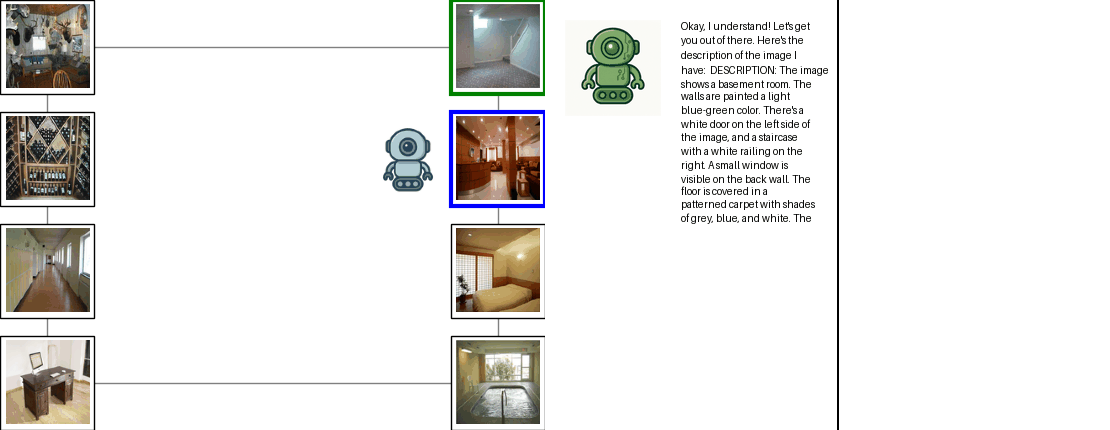 Okay, I understand! Let's get
you out of there. Here's the
description of the image I
have: DESCRIPTION: The image
shows a basement room. The
walls are painted a light
blue-green color. There's a
white door on the left side of
the image, and a staircase
with a white railing on the
right. A small window is
visible on the back wall. The
floor is covered in a
patterned carpet with shades
of grey, blue, and white. The